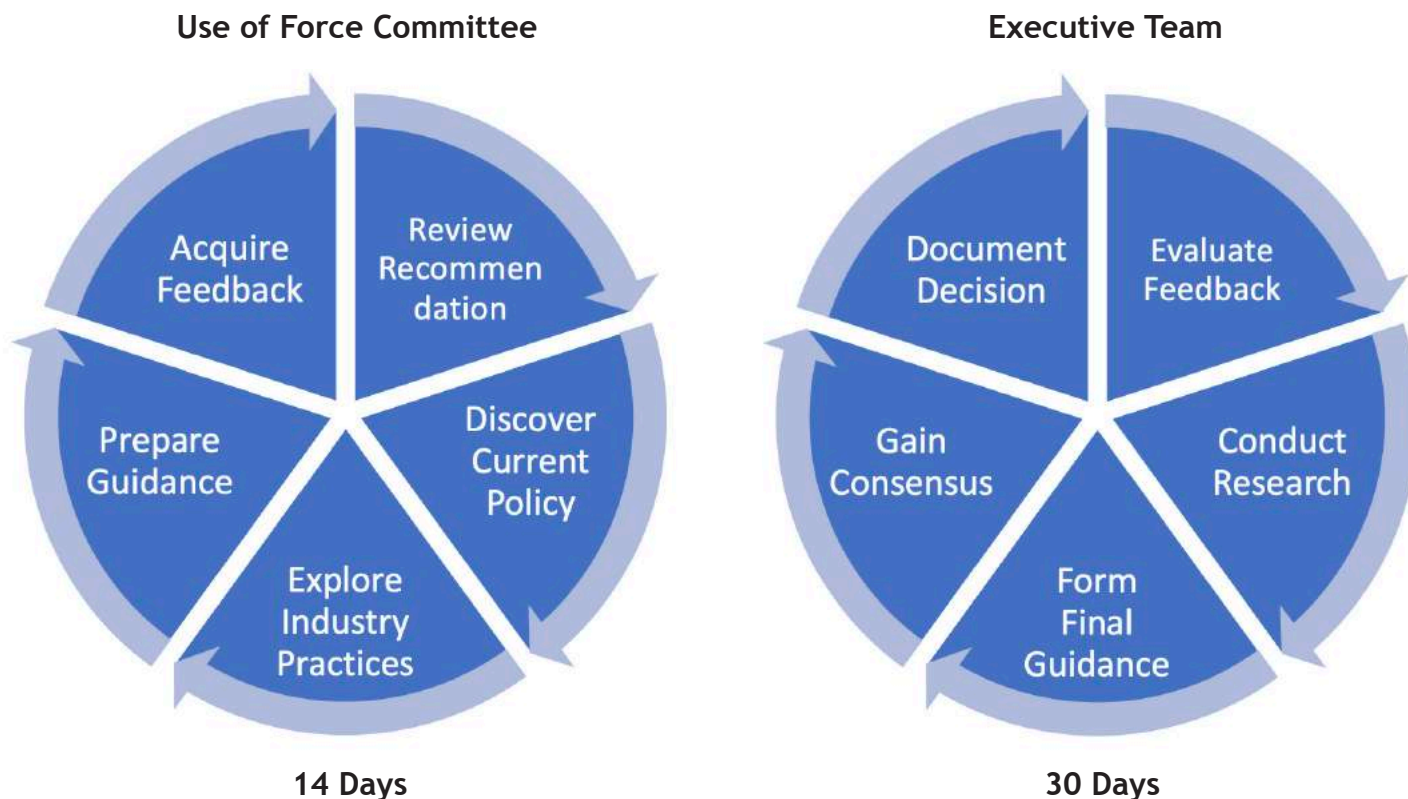 Use of Force Committee
Acquire
Feedback
Review
Recommen
dation
Discover
Current
Policy
Explore
Industry
Practices
Prepare
Guidance
14 Days
Executive Team
Document
Decision
Evaluate
Feedback
Conduct
Research
Form
Final
Guidance
Gain
Consensus
30 Days